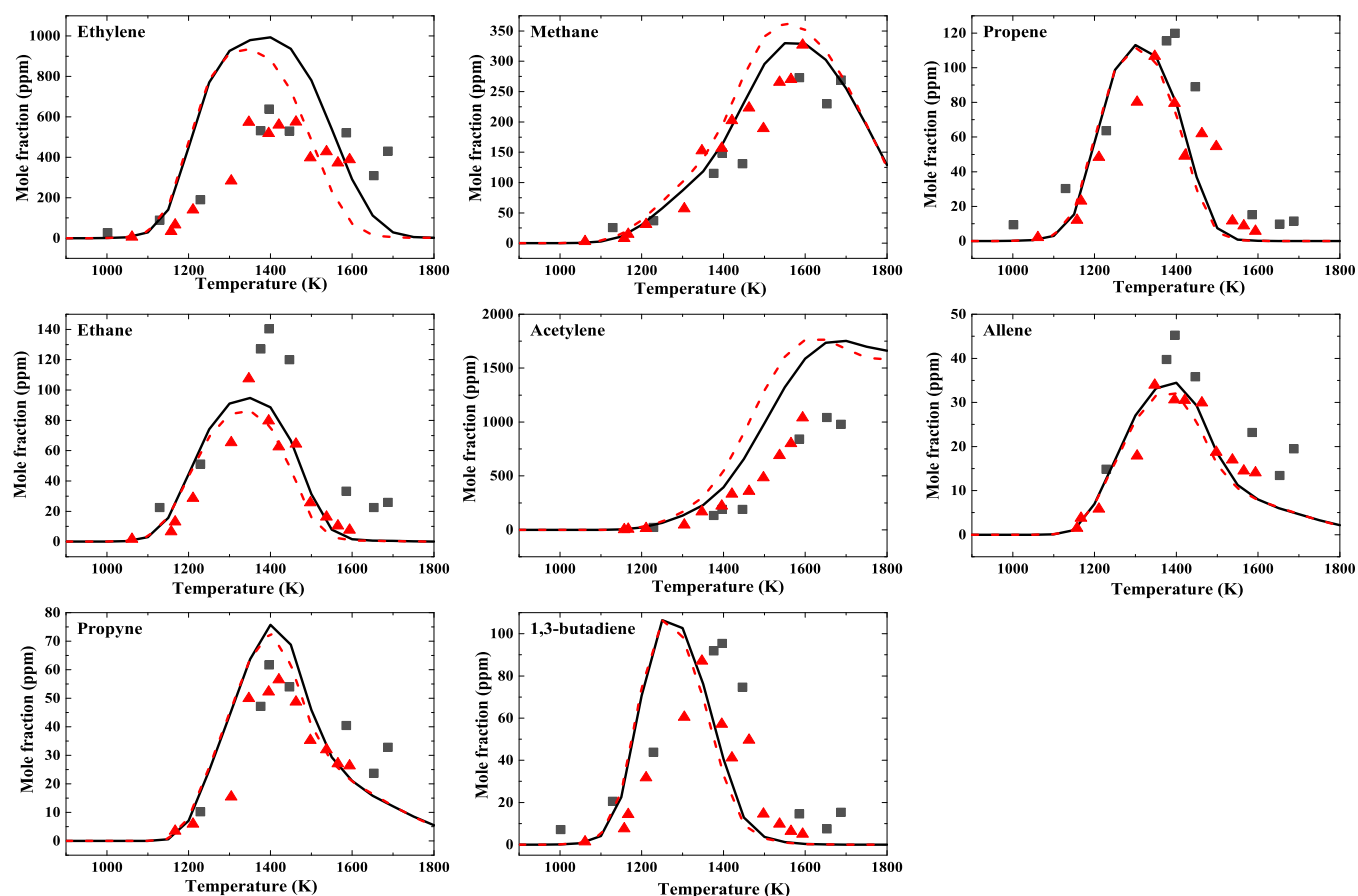 Ethylene
Mole fraction (ppm)
1000
800
600
400
200
0
1000 1200 1400 1600 1800
Temperature (K)
Methane
Mole fraction (ppm)
350
300
250
200
150
100
50
0
1000 1200 1400 1600 1800
Temperature (K)
Propene
Mole fraction (ppm)
120
100
80
60
40
20
0
1000 1200 1400 1600 1800
Temperature (K)
Ethane
Mole fraction (ppm)
140
120
100
80
60
40
20
0
1000 1200 1400 1600 1800
Temperature (K)
Acetylene
Mole fraction (ppm)
2000
1500
1000
500
0
1000 1200 1400 1600 1800
Temperature (K)
Allene
Mole fraction (ppm)
50
40
30
20
10
0
1000 1200 1400 1600 1800
Temperature (K)
Propyne
Mole fraction (ppm)
80
70
60
50
40
30
20
10
0
1000 1200 1400 1600 1800
Temperature (K)
1,3-butadiene
Mole fraction (ppm)
100
80
60
40
20
0
1000 1200 1400 1600 1800
Temperature (K)